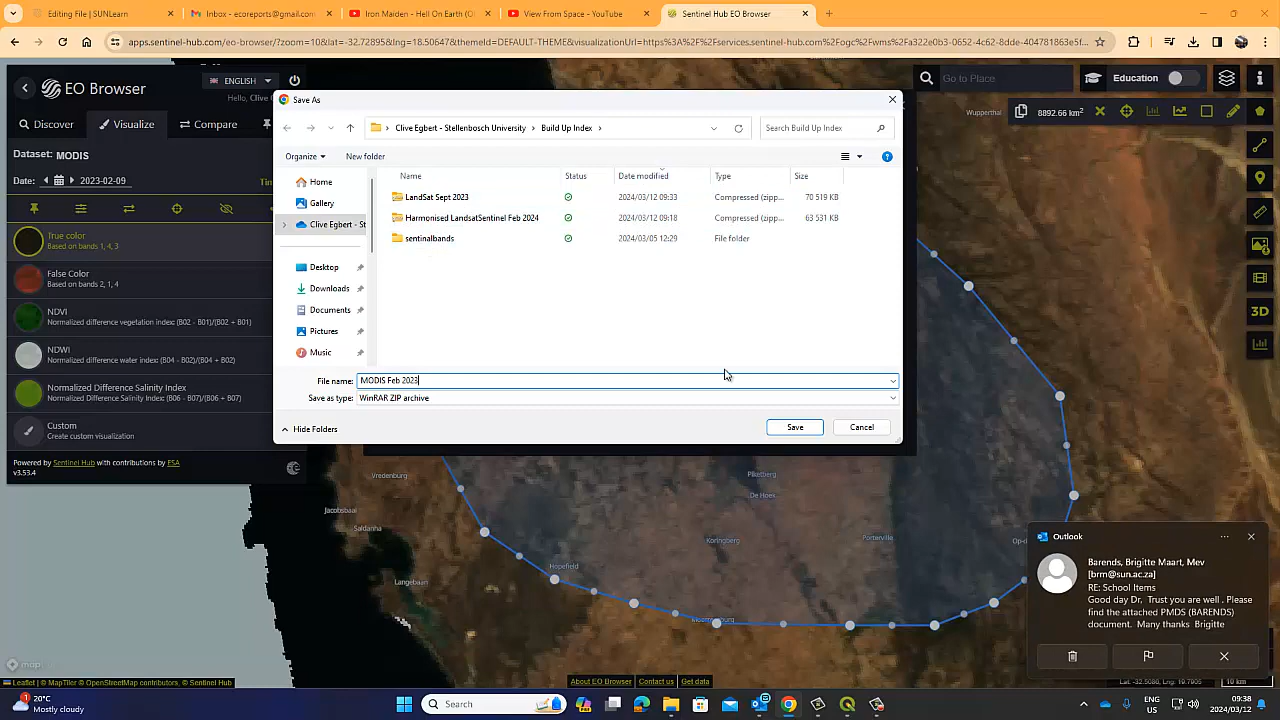 Editing File | SUNLearn
Inbox - ecoreports@gmail.com
Iron Maiden - Hell On Earth (O
View From Space - YouTube
Sentinel Hub EO Browser
apps.sentinel-hub.com/eo-browser/?zoom=10&lat=-32.72895&lng=18.50647&themeId=DEFAULT-THEME&visualizationUrl=https%3A%2F%2Fservices.sentinel-hub.com%2Fogc%2Fwms%2Fa322e0b3-0652-4c62-8dde-404781863e5f...
EO Browser
ENGLISH
Hello, Clive
Go to Place
Education
Discover
Visualize
Compare
Wupperthal
8892.66 km²
Dataset: MODIS
Date: 2023-02-09
True color
Based on bands 1, 4, 3
False Color
Based on bands 2, 1, 4
NDVI
Normalized difference vegetation index: (B02 - B01)/(B02 + B01)
NDWI
Normalized difference water index: (B04 - B02)/(B04 + B02)
Normalized Difference Salinity Index
(B06 - B07)/(B06 + B07)
Custom
Create custom visualization
Powered by Sentinel Hub with contributions by ESA
v3.53.4
Save As
Clive Egbert - Stellenbosch University > Build Up Index >
Search Build Up Index
Organize
New folder
Name Status Date modified Type Size
LandSat Sept 2023 2024/03/12 09:33 Compressed (zipp... 70 519 KB
Harmonised LandsatSentinel Feb 2024 2024/03/12 09:18 Compressed (zipp... 63 531 KB
sentinalbands 2024/03/05 12:29 File folder
Home
Gallery
Clive Egbert - St
Desktop
Downloads
Documents
Pictures
Music
File name: MODIS Feb 2023
Save as type: WinRAR ZIP archive
Hide Folders
Save
Cancel
3D
Vredenburg
Jacobsbaai
Saldanha
Langebaan
Hopefield
Piketberg
De Hoek
Koringberg
Porterville
Moorreesburg
Outlook
Barends, Brigitte Maart, Mev
[brm@sun.ac.za]
RE: School Items
Good day Dr, Trust you are well . Please
find the attached PMDS (BARENDS)
document. Many thanks Brigitte
Leaflet | © MapTiler © OpenStreetMap contributors, © Sentinel Hub
About EO Browser
Contact us
Get data
Lat: -32.5080, Lng: 19.7905
10 km
20°C
Mostly cloudy
Search
ENG
US
09:38
2024/03/12